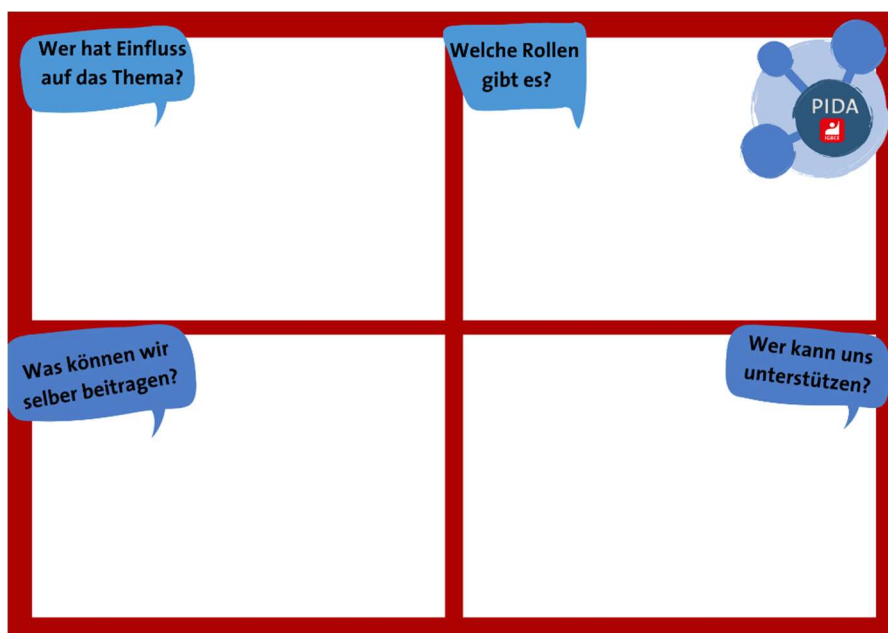 Wer hat Einfluss
auf das Thema?
Welche Rollen
gibt es?
PIDA
IGBCE
Was können wir
selber beitragen?
Wer kann uns
unterstützen?